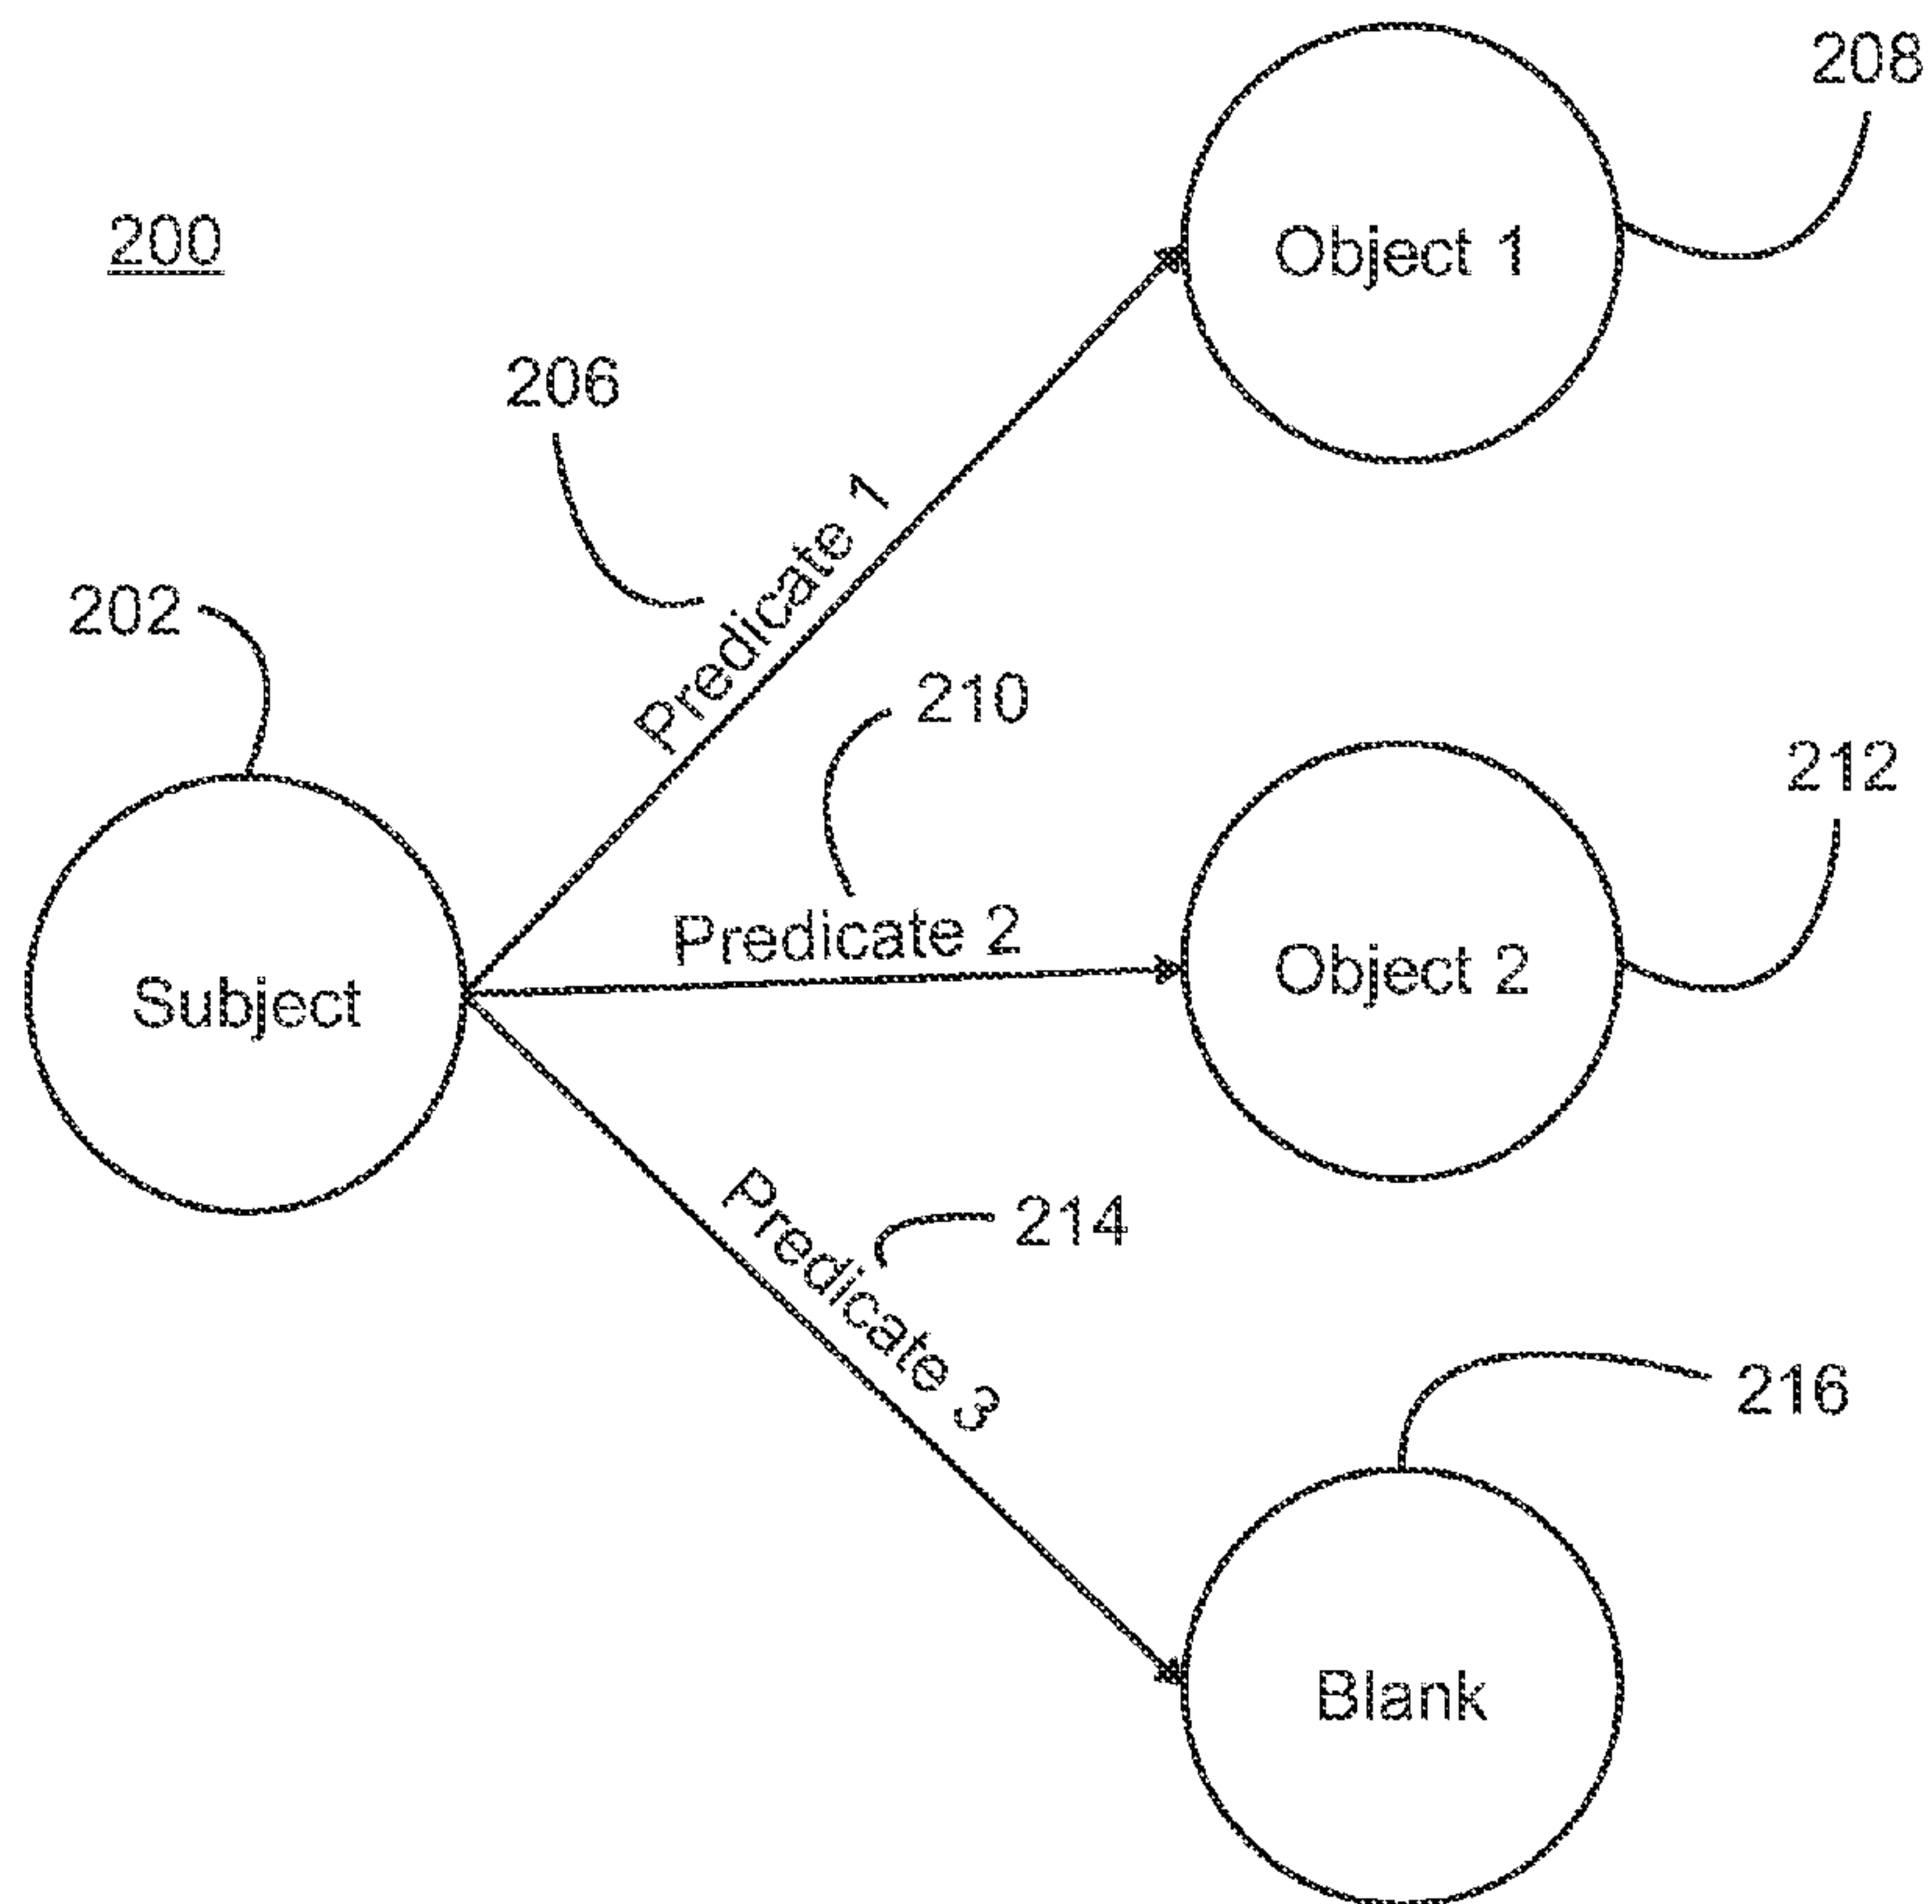 208
200
Object 1
206
Predicate 1
202
210
212
Predicate 2
Object 2
Subject
214
Predicate 3
216
Blank